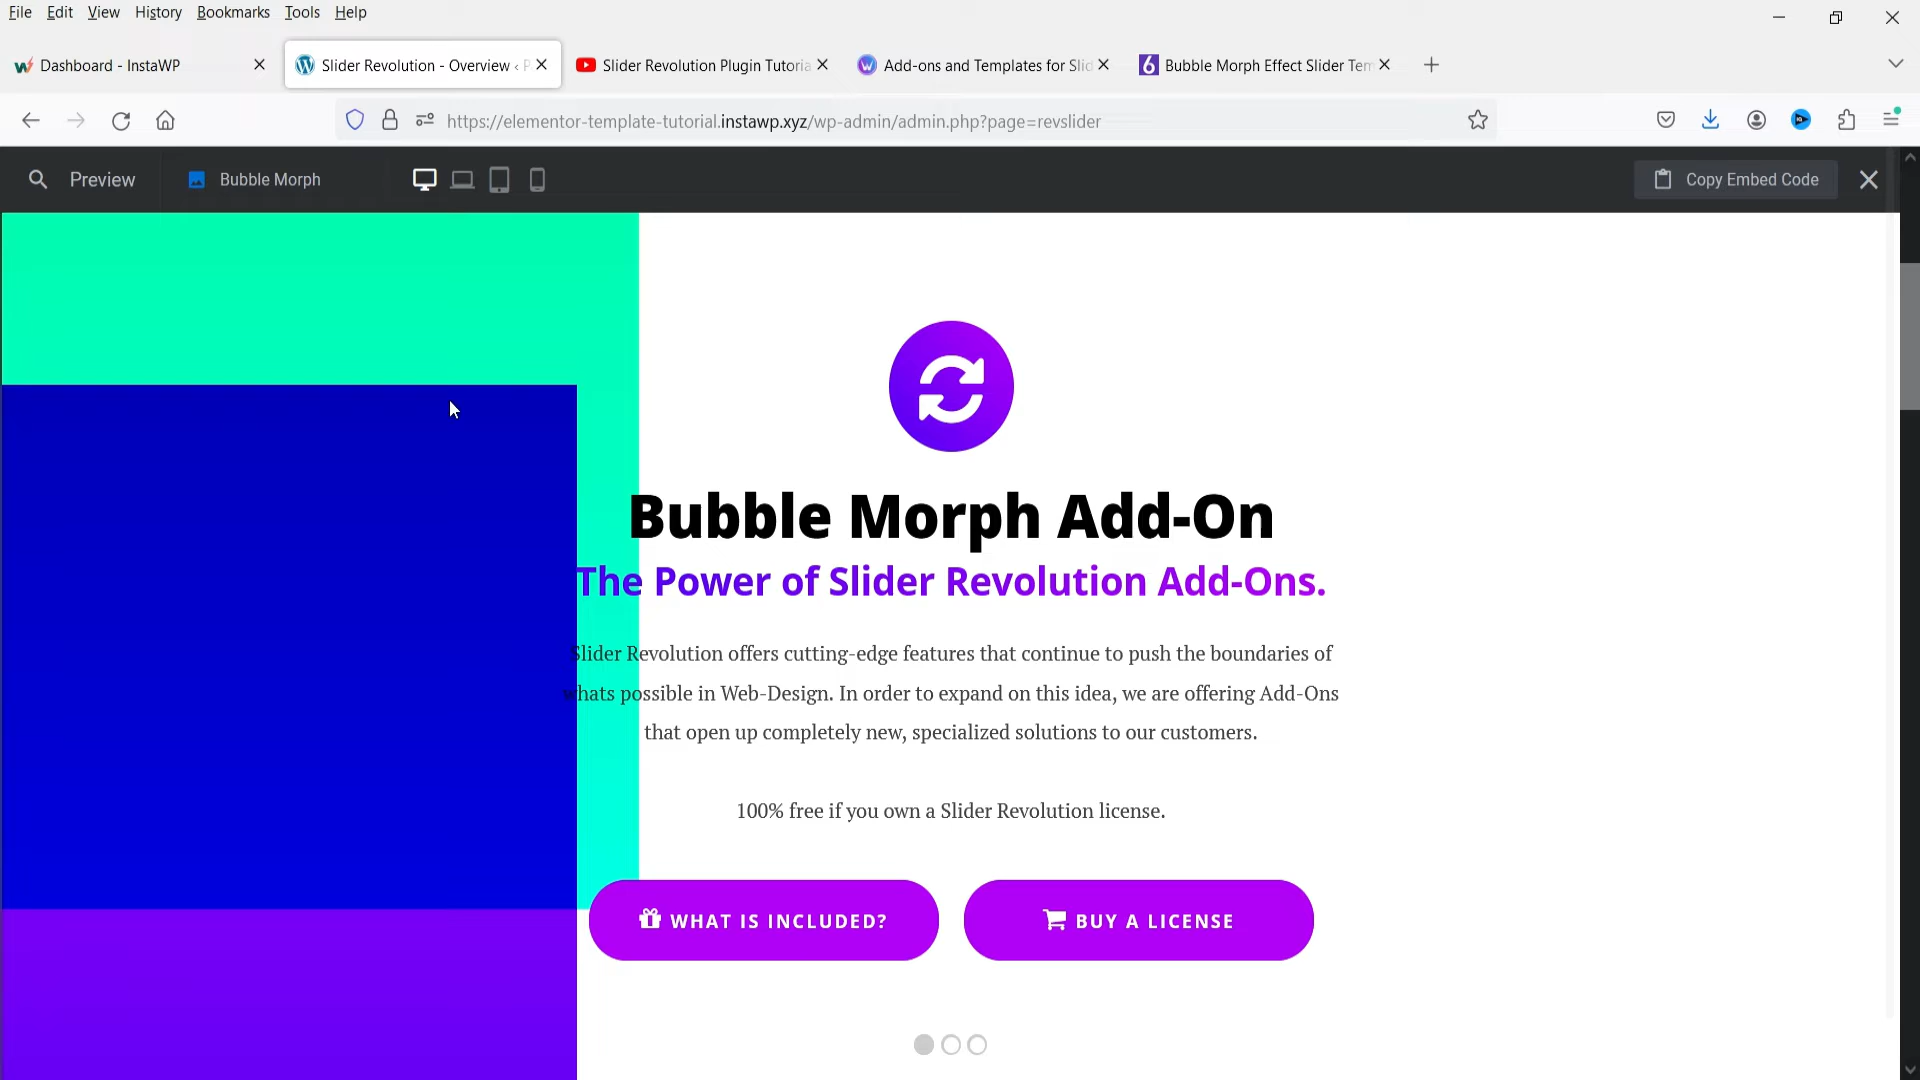 File Edit View History Bookmarks Tools Help
Dashboard - InstaWP
Slider Revolution - Overview ‹ P
Slider Revolution Plugin Tutoria
Add-ons and Templates for Slid
Bubble Morph Effect Slider Tem
https://elementor-template-tutorial.instawp.xyz/wp-admin/admin.php?page=revslider
Preview
Bubble Morph
Copy Embed Code
Bubble Morph Add-On
The Power of Slider Revolution Add-Ons.
Slider Revolution offers cutting-edge features that continue to push the boundaries of
whats possible in Web-Design. In order to expand on this idea, we are offering Add-Ons
that open up completely new, specialized solutions to our customers.
100% free if you own a Slider Revolution license.
WHAT IS INCLUDED?
BUY A LICENSE